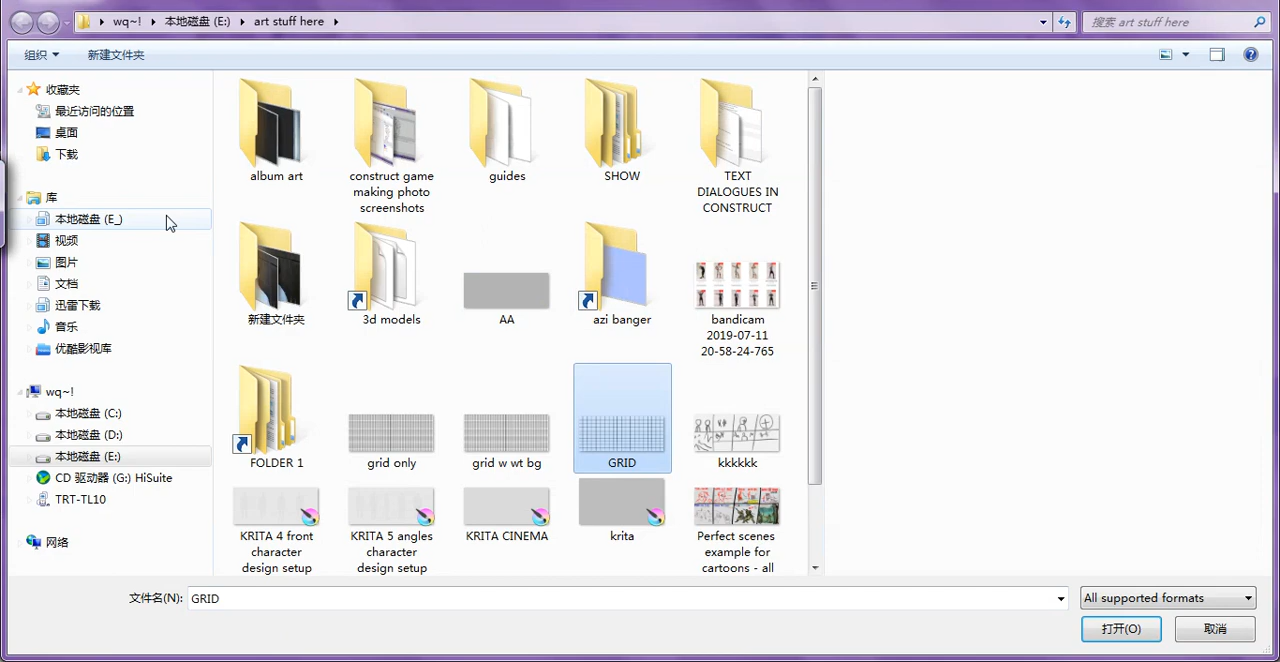 wq~! 本地磁盘 (E:) art stuff here
搜索 art stuff here
组织 新建文件夹
收藏夹
最近访问的位置
桌面
下载
库
本地磁盘 (E_)
视频
图片
文档
迅雷下载
音乐
优酷影视库
wq~!
本地磁盘 (C:)
本地磁盘 (D:)
本地磁盘 (E:)
CD 驱动器 (G:) HiSuite
TRT-TL10
网络
album art
construct game
making photo
screenshots
guides
SHOW
TEXT
DIALOGUES IN
CONSTRUCT
新建文件夹
3d models
AA
azi banger
bandicam
2019-07-11
20-58-24-765
FOLDER 1
grid only
grid w wt bg
GRID
kkkkkk
KRITA 4 front
character
design setup
KRITA 5 angles
character
design setup
KRITA CINEMA
krita
Perfect scenes
example for
cartoons - all
文件名(N): GRID
All supported formats
打开(O) 取消